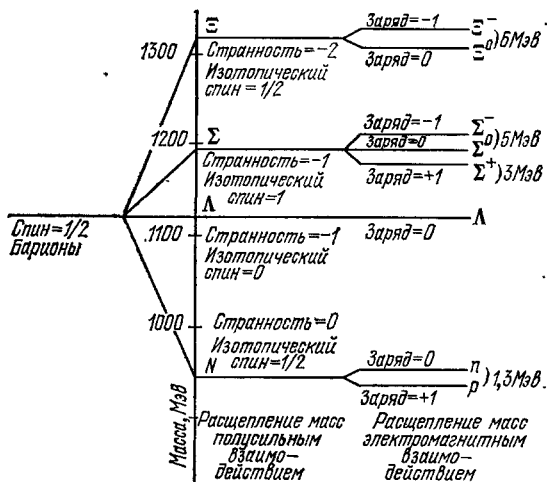 Ξ
Заряд=-1 Ξ⁻
)6Мэв
1300
Странность=-2
Заряд=0 Ξ⁰
Изотопический
спин=1/2
1200
Σ
Заряд=-1 Σ⁻
Заряд=0 Σ⁰ )5Мэв
Странность=-1
Заряд=+1 Σ⁺ )3Мэв
Изотопический
спин=1
Λ
Λ
Спин=1/2
Барионы
1100
Странность=-1
Заряд=0
Изотопический
спин=0
1000
Странность=0
Изотопический
N спин=1/2
Заряд=0 n
)1,3Мэв
Заряд=+1 p
Масса, Мэв
Расщепление масс
полусильным
взаимо-
действием
Расщепление масс
электромагнитным
взаимо-
действием